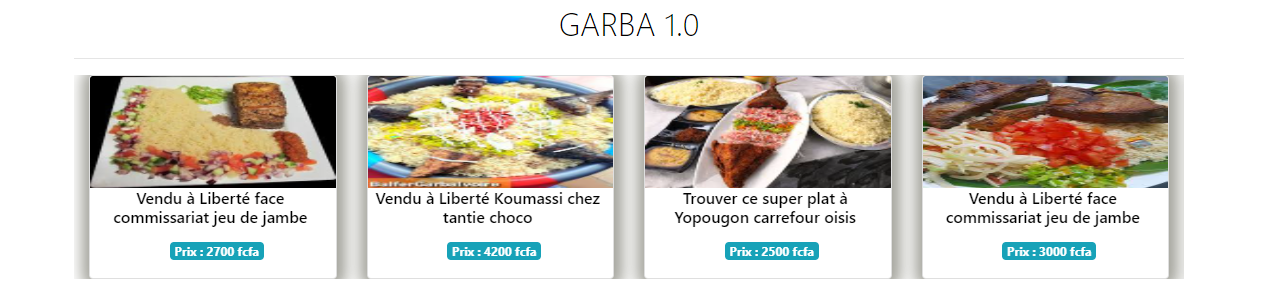 GARBA 1.0
Vendu à Liberté face
commissariat jeu de jambe
Prix : 2700 fcfa
BalferGarbaIvoire
Vendu à Liberté Koumassi chez
tantie choco
Prix : 4200 fcfa
Trouver ce super plat à
Yopougon carrefour oisis
Prix : 2500 fcfa
Vendu à Liberté face
commissariat jeu de jambe
Prix : 3000 fcfa